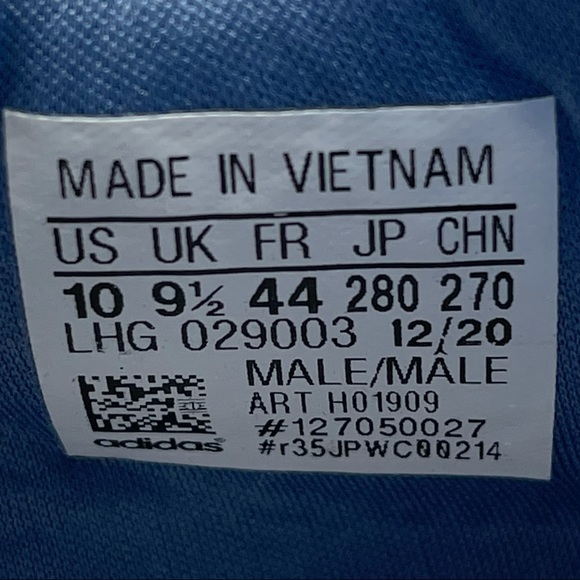 MADE IN VIETNAM
US UK FR JP CHN
10 9½ 44 280 270
LHG 029003 12/20
MALE/MÂLE
ART H01909
#127050027
adidas #r35JPWC00214